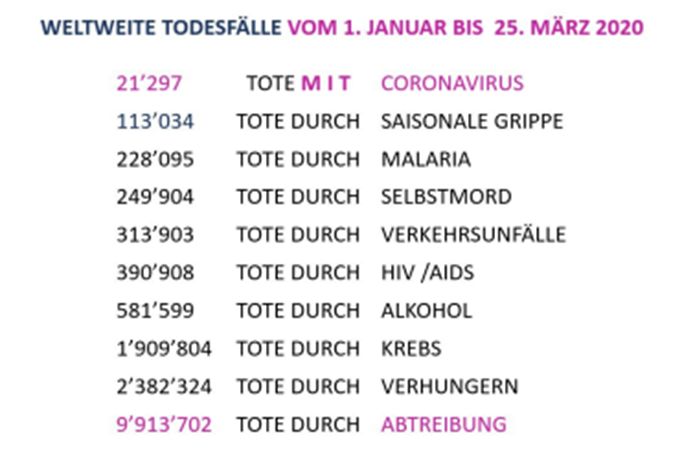 WELTWEITE TODESFÄLLE VOM 1. JANUAR BIS 25. MÄRZ 2020
21’297 TOTE M I T CORONAVIRUS
113’034 TOTE DURCH SAISONALE GRIPPE
228’095 TOTE DURCH MALARIA
249’904 TOTE DURCH SELBSTMORD
313’903 TOTE DURCH VERKEHRSUNFÄLLE
390’908 TOTE DURCH HIV /AIDS
581’599 TOTE DURCH ALKOHOL
1’909’804 TOTE DURCH KREBS
2’382’324 TOTE DURCH VERHUNGERN
9’913’702 TOTE DURCH ABTREIBUNG